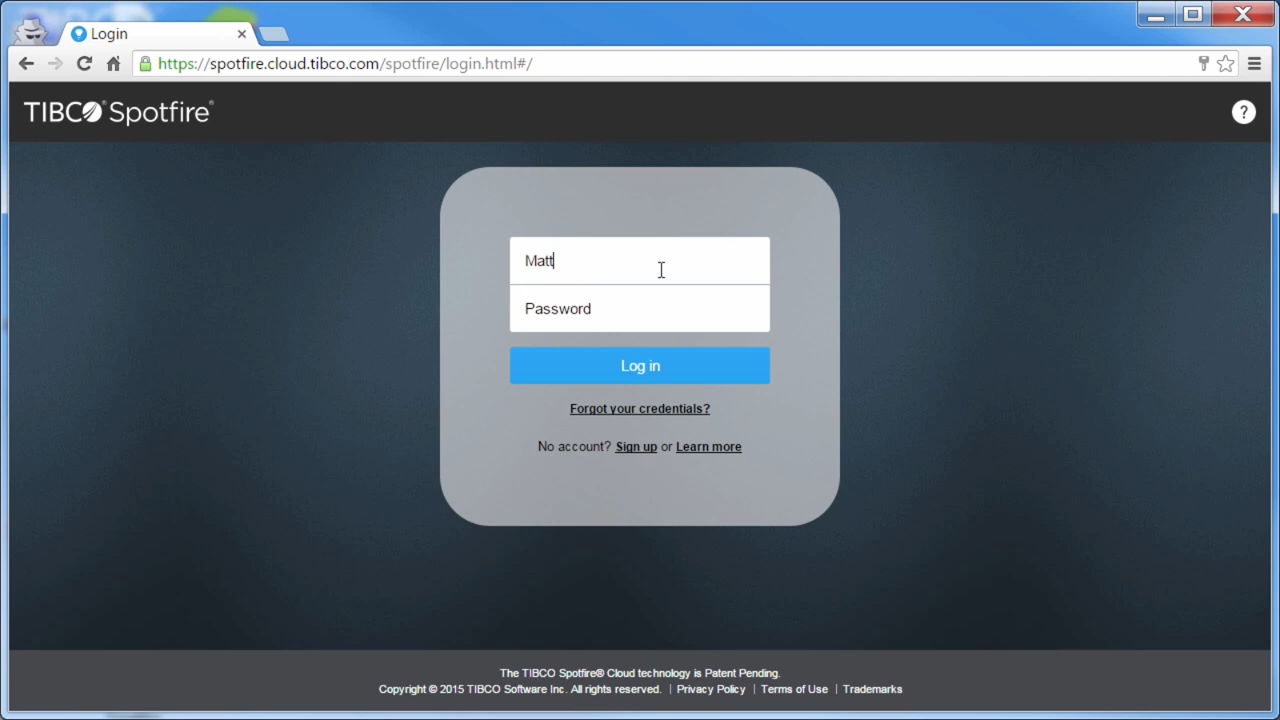 Login
https://spotfire.cloud.tibco.com/spotfire/login.html#/
TIBCO® Spotfire®
?
Matt
Password
Log in
Forgot your credentials?
No account? Sign up or Learn more
The TIBCO Spotfire® Cloud technology is Patent Pending.
Copyright © 2015 TIBCO Software Inc. All rights reserved. | Privacy Policy | Terms of Use | Trademarks